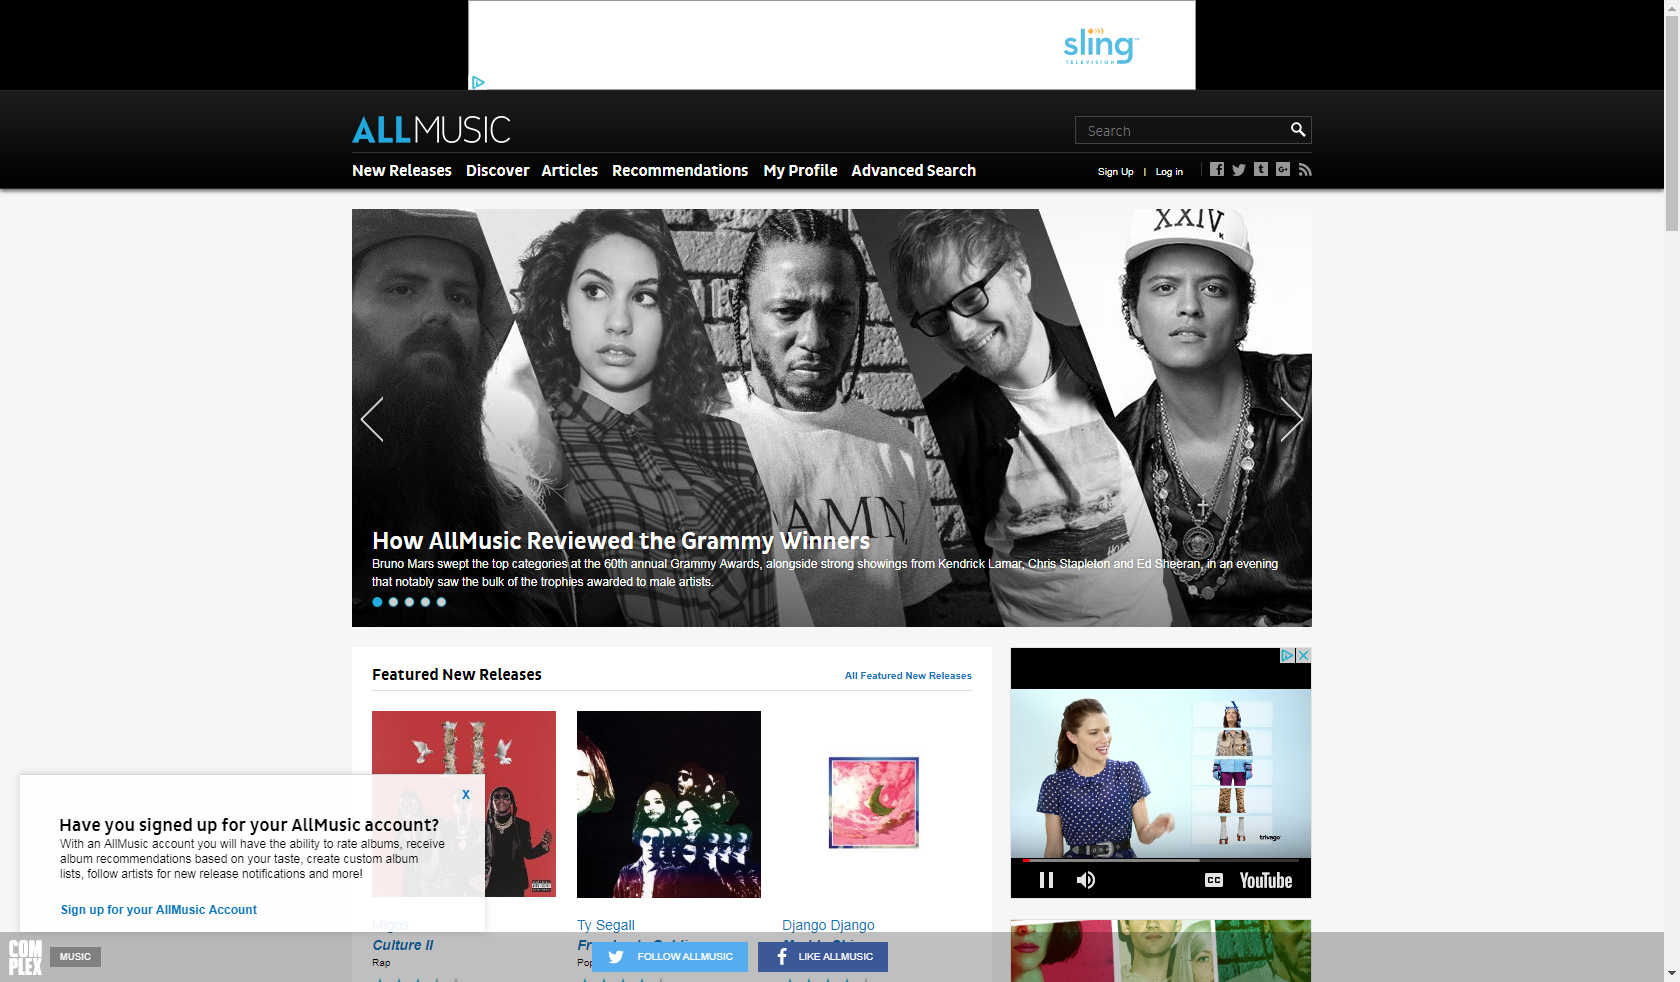 sling
TELEVISION
ALLMUSIC
Search
New Releases Discover Articles Recommendations My Profile Advanced Search
Sign Up | Log in
XXIV
DAMN
How AllMusic Reviewed the Grammy Winners
Bruno Mars swept the top categories at the 60th annual Grammy Awards, alongside strong showings from Kendrick Lamar, Chris Stapleton and Ed Sheeran, in an evening
that notably saw the bulk of the trophies awarded to male artists.
Featured New Releases
All Featured New Releases
X
Have you signed up for your AllMusic account?
With an AllMusic account you will have the ability to rate albums, receive
album recommendations based on your taste, create custom album
lists, follow artists for new release notifications and more!
Sign up for your AllMusic Account
trivago
CC YouTube
Migos
Culture II
Rap
Ty Segall
Django Django
COMPLEX
MUSIC
FOLLOW ALLMUSIC
LIKE ALLMUSIC